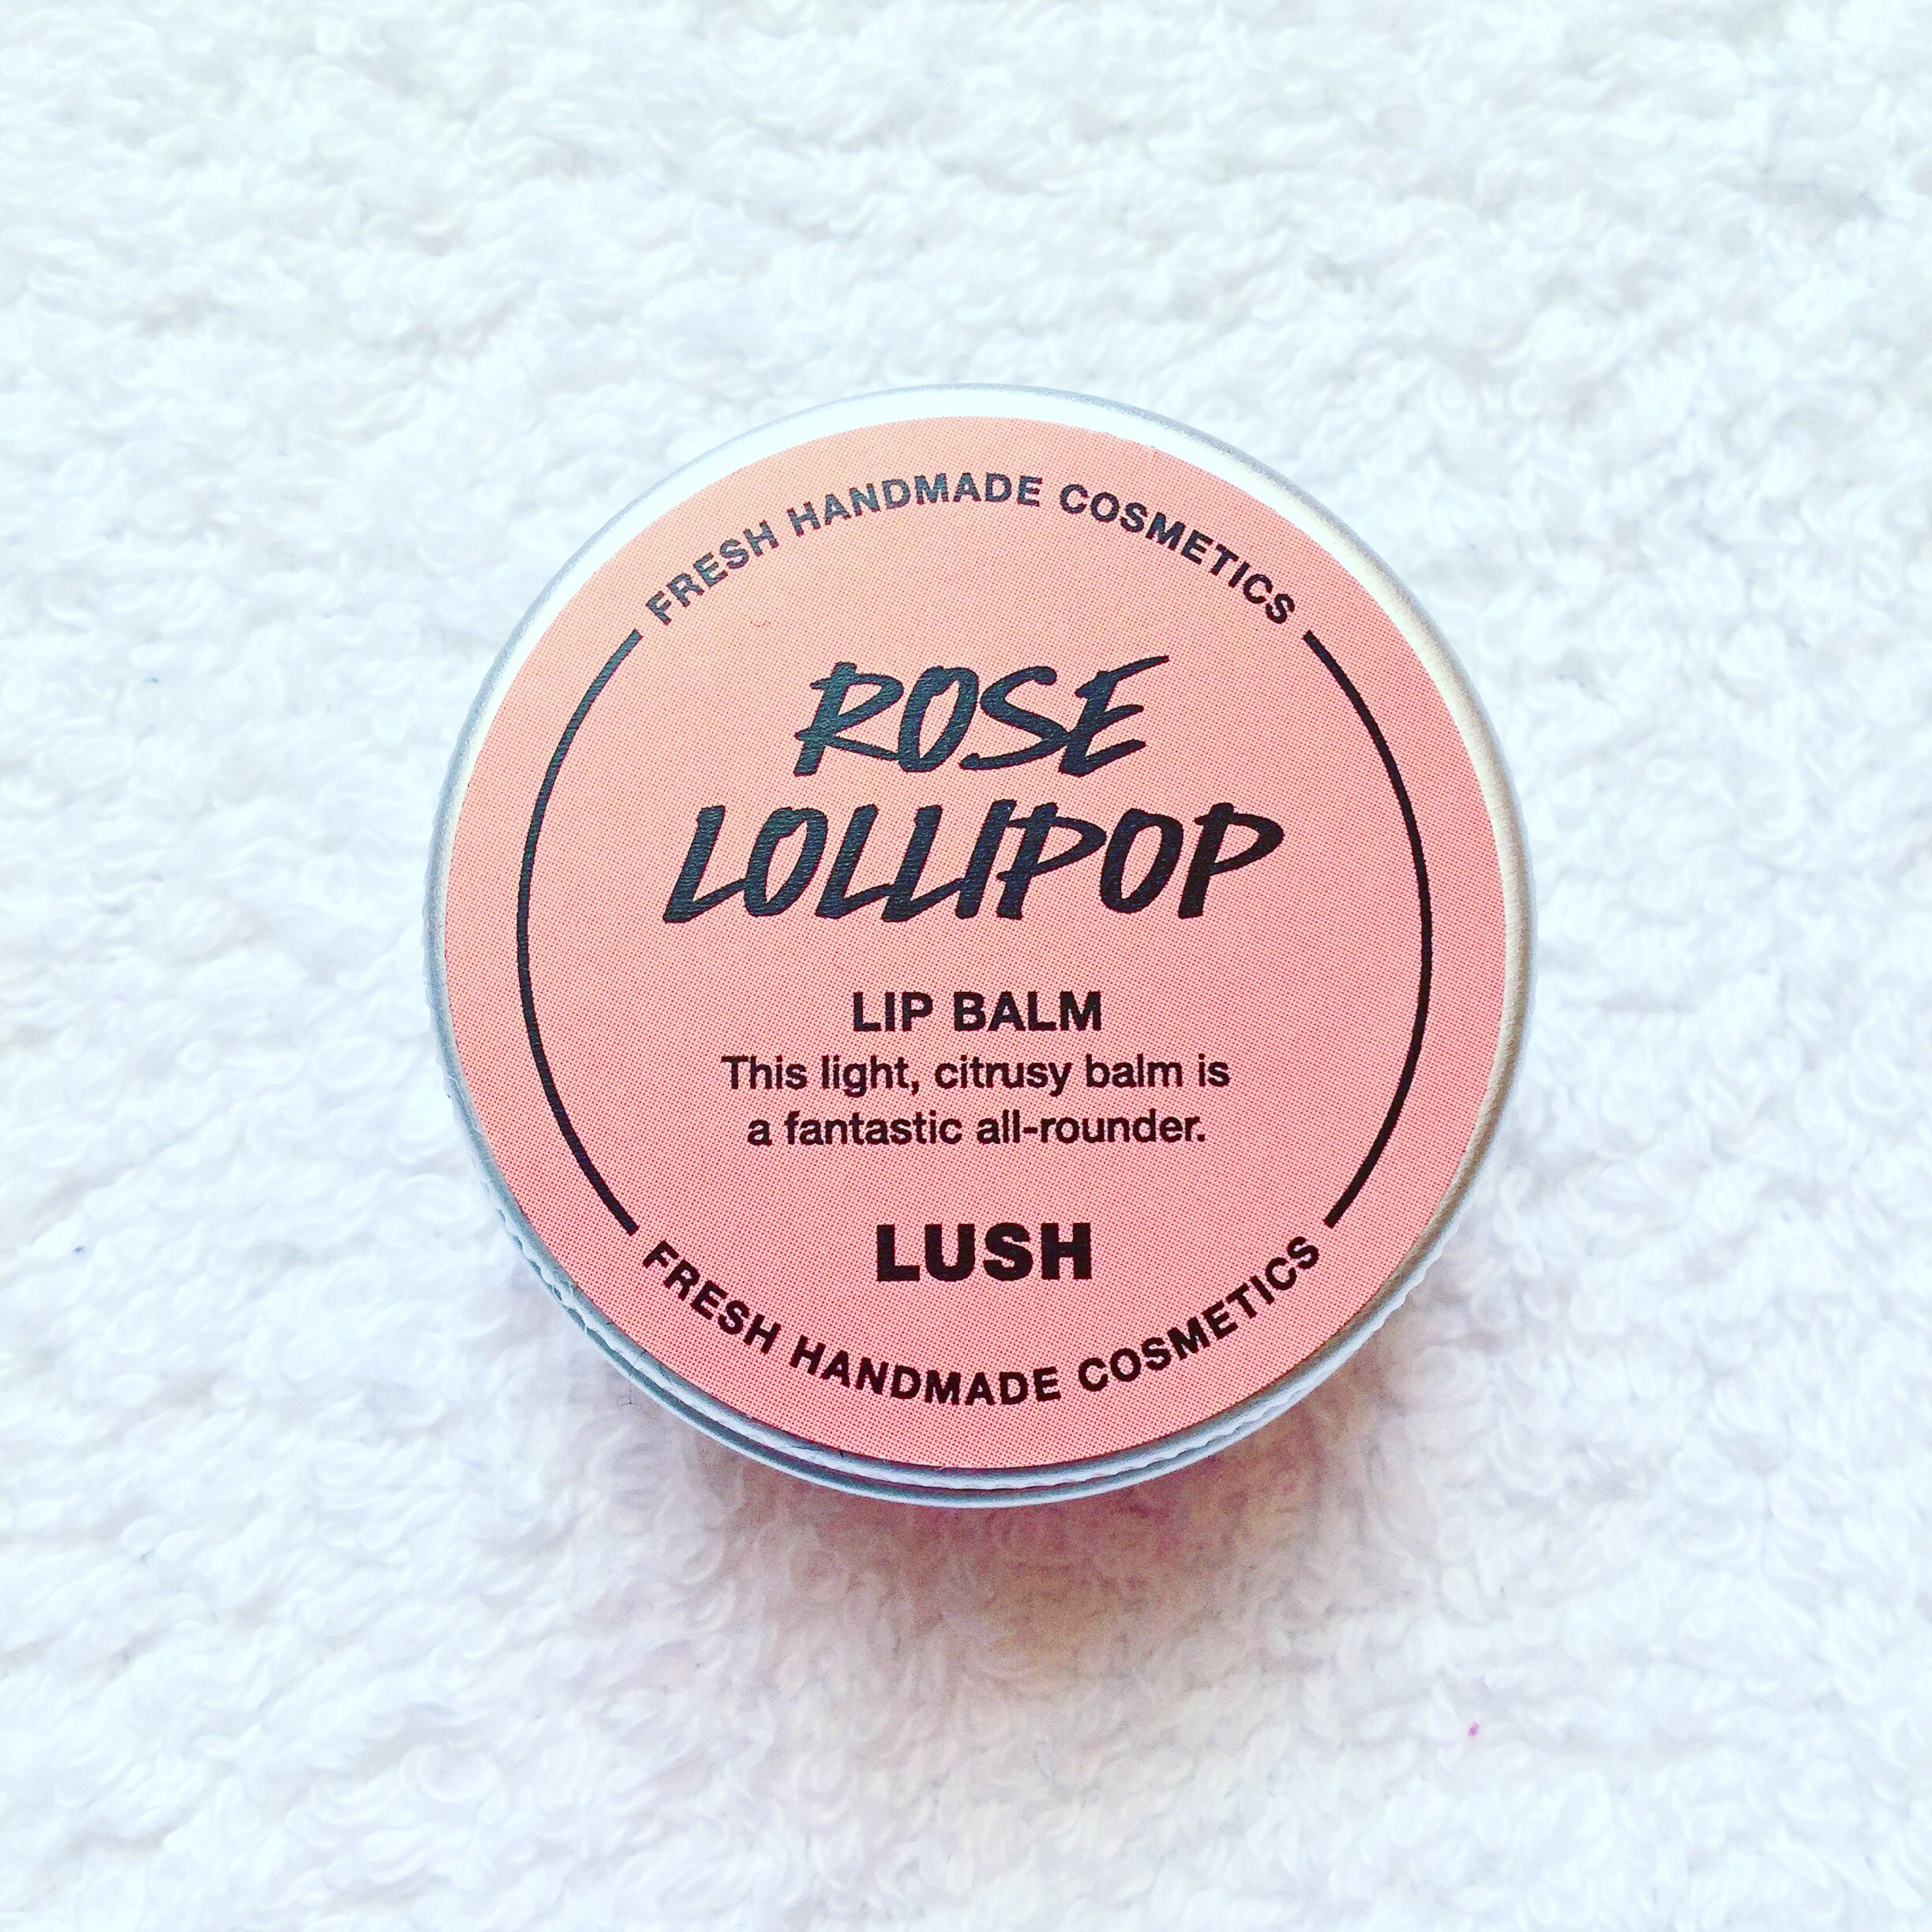 FRESH HANDMADE COSMETICS
ROSE
LOLLIPOP
LIP BALM
This light, citrusy balm is
a fantastic all-rounder.
LUSH
FRESH HANDMADE COSMETICS